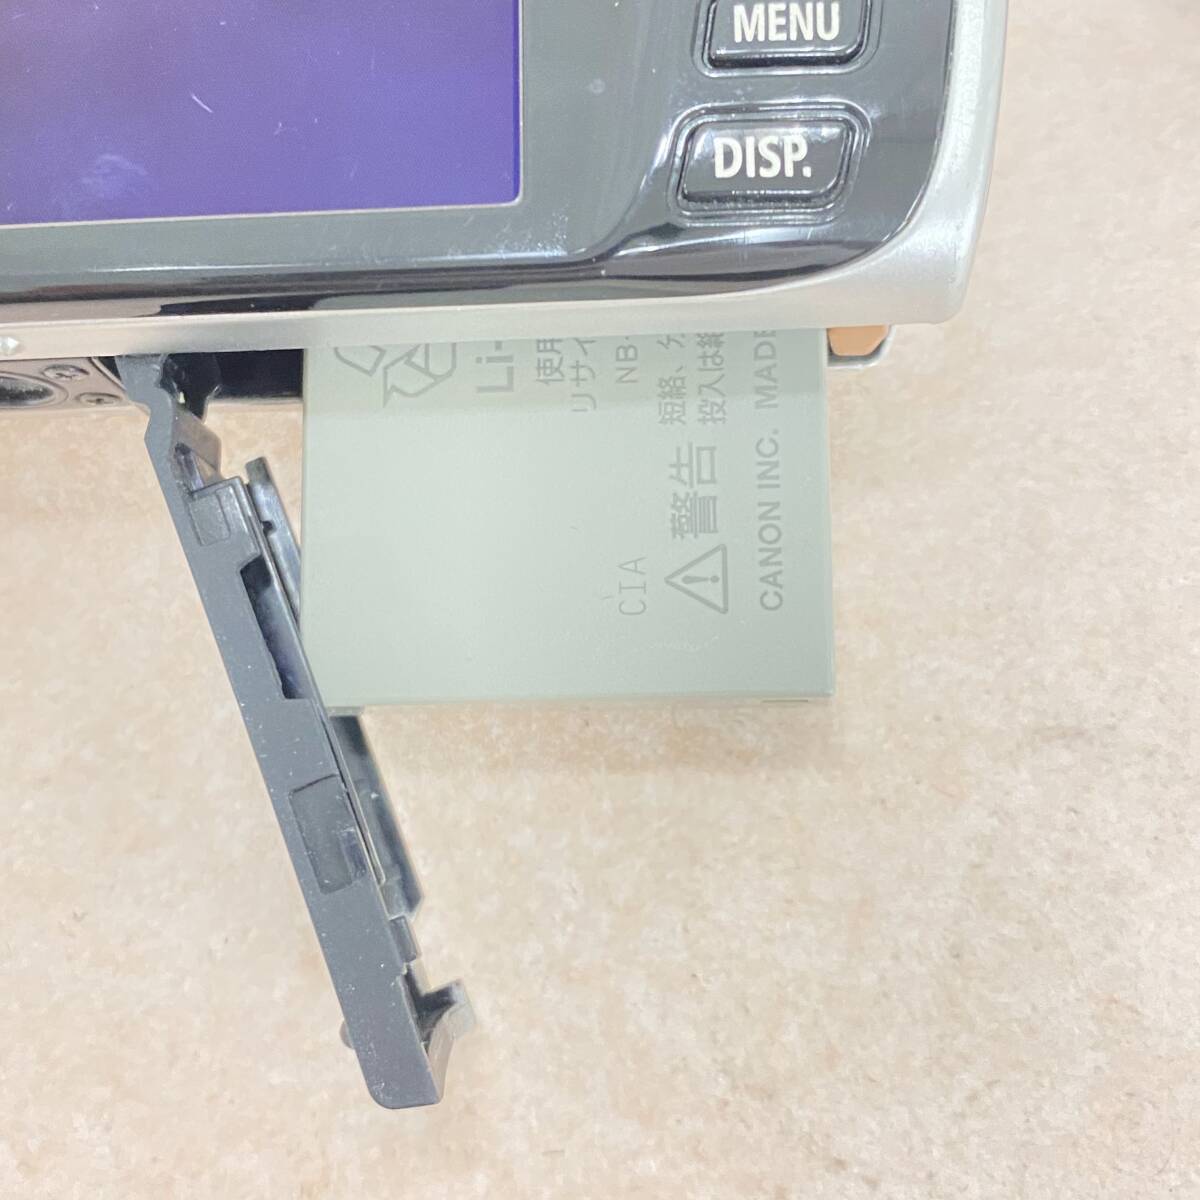 MENU
DISP.
Li-
使用
リサイ
NB-
短絡、分
投入は絶
警告
CIA
CANON INC. MADE